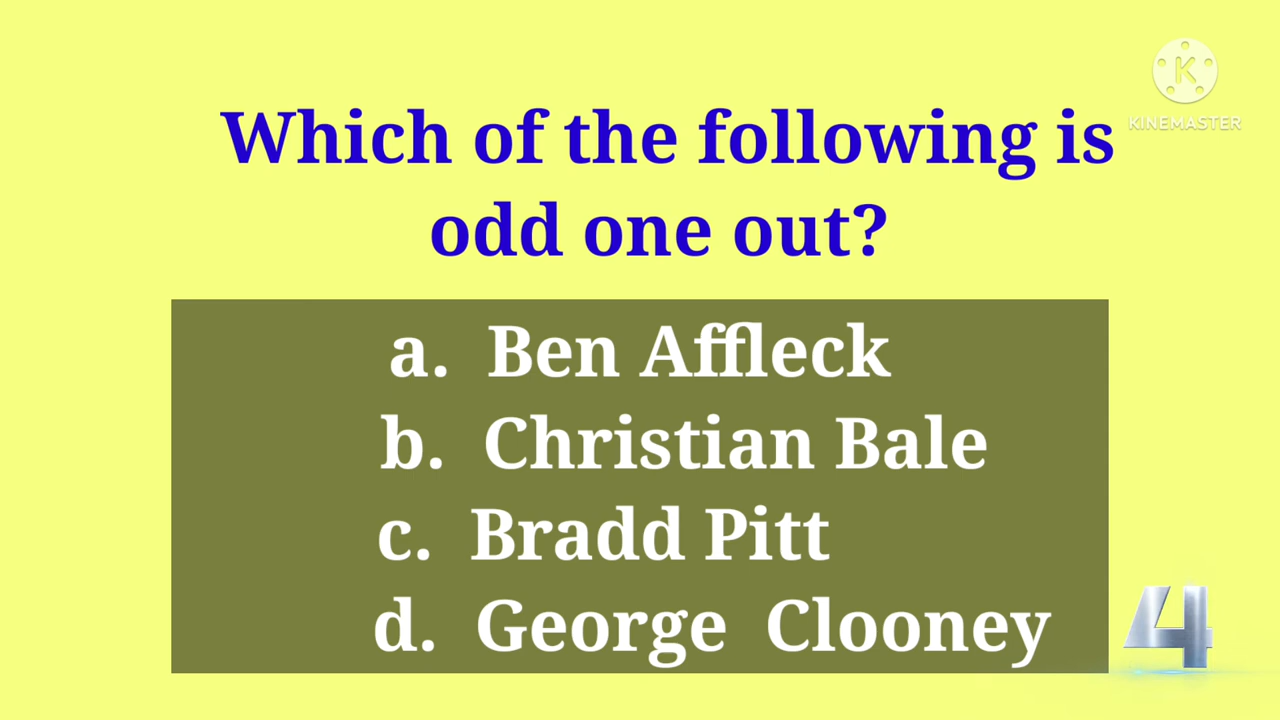 KINEMASTER
Which of the following is
odd one out?
a. Ben Affleck
b. Christian Bale
c. Bradd Pitt
d. George Clooney
4